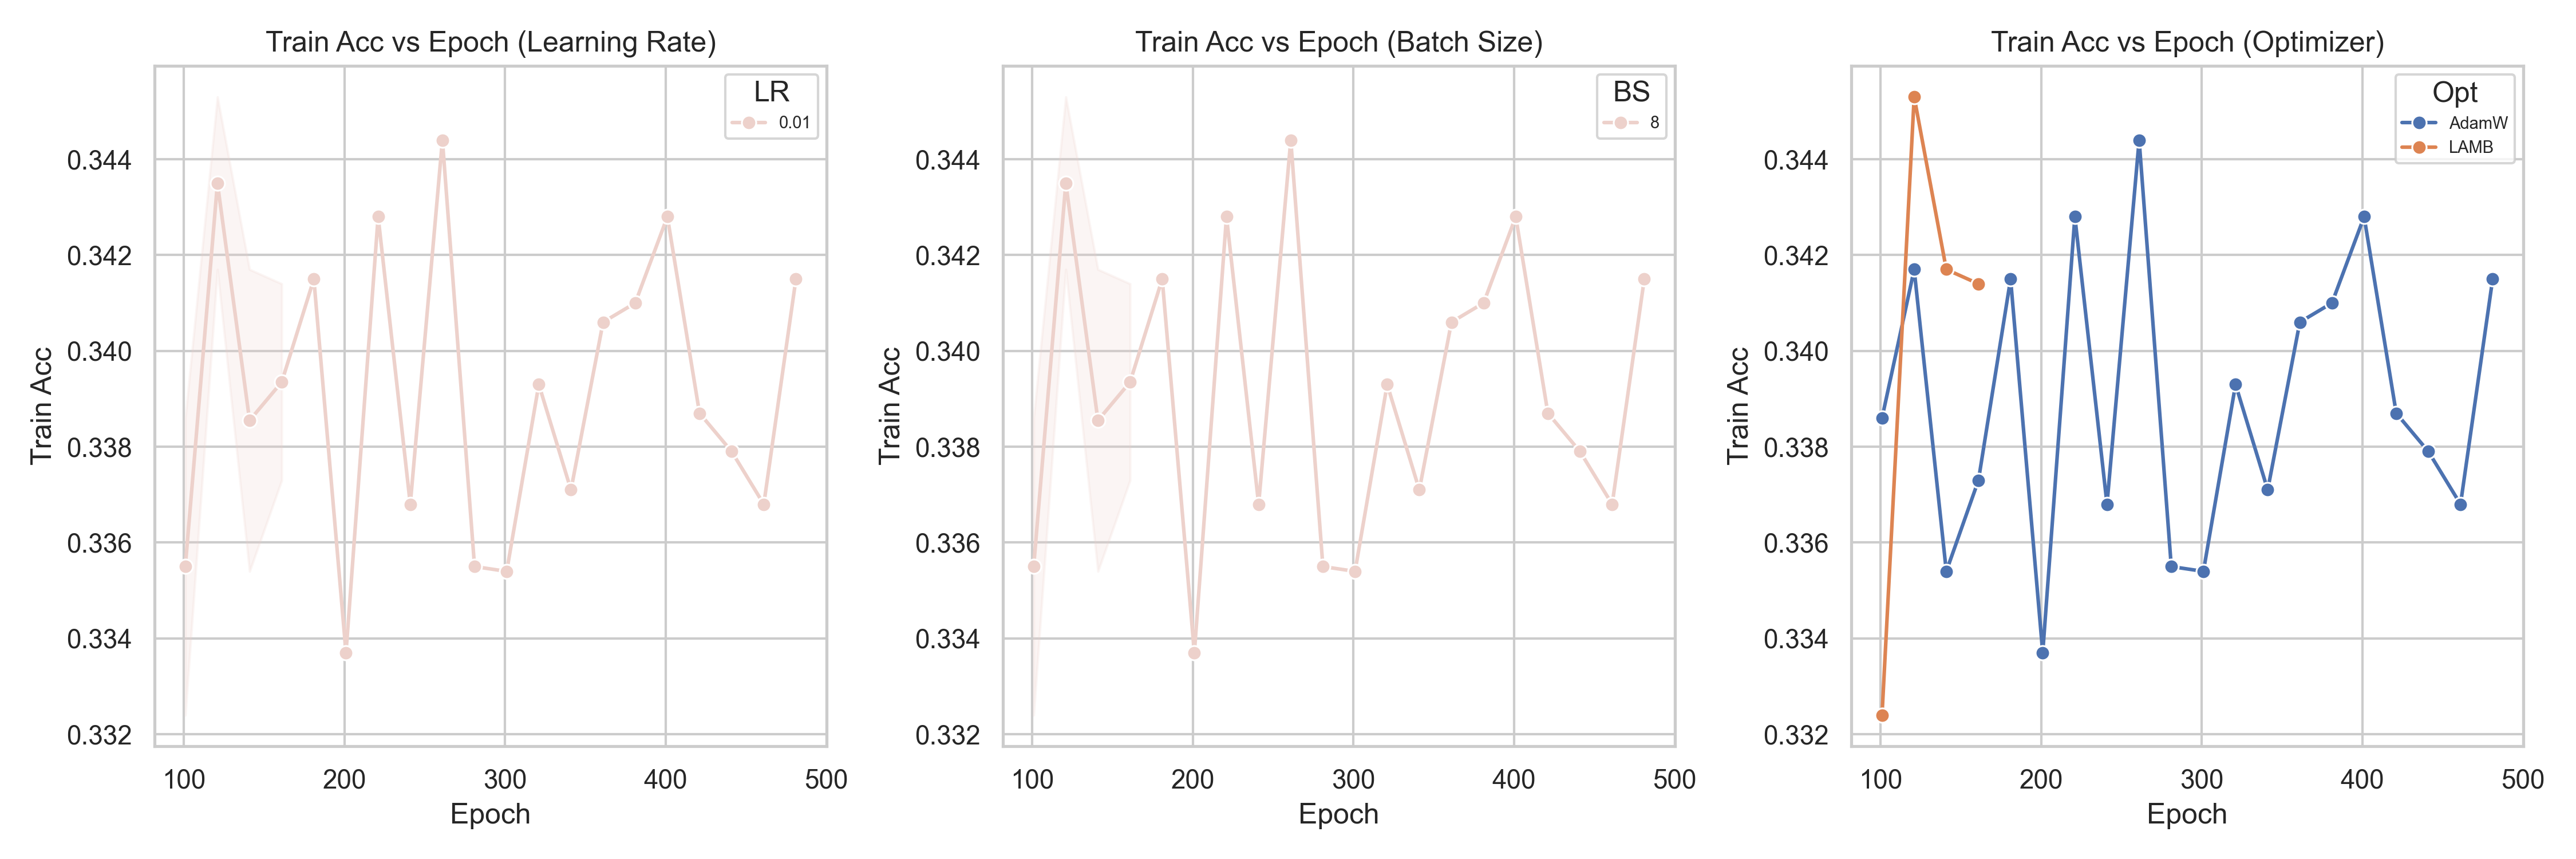 Train Acc vs Epoch (Learning Rate)
LR
0.01
0.344
0.342
0.340
0.338
0.336
0.334
0.332
Train Acc
100 200 300 400 500
Epoch
Train Acc vs Epoch (Batch Size)
BS
8
0.344
0.342
0.340
0.338
0.336
0.334
0.332
Train Acc
100 200 300 400 500
Epoch
Train Acc vs Epoch (Optimizer)
Opt
AdamW
LAMB
0.344
0.342
0.340
0.338
0.336
0.334
0.332
Train Acc
100 200 300 400 500
Epoch